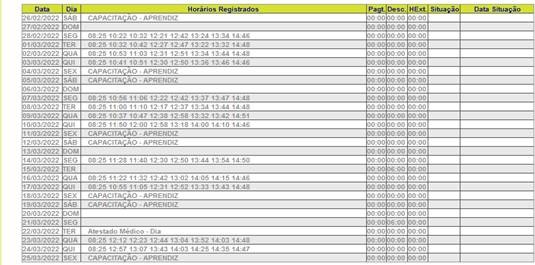 Data Dia Horários Registrados Pagt. Desc. HExt. Situação Data Situação
26/02/2022 SÁB CAPACITAÇÃO - APRENDIZ 00:00 00:00 00:00
27/02/2022 DOM 00:00 00:00 00:00
28/02/2022 SEG 08:25 10:22 10:32 12:21 12:42 13:24 13:34 14:46 00:00 00:00 00:00
01/03/2022 TER 08:25 10:32 10:42 12:27 12:47 13:22 13:32 14:48 00:00 00:00 00:00
02/03/2022 QUA 08:25 10:53 11:03 12:31 12:51 13:34 13:44 14:48 00:00 00:00 00:00
03/03/2022 QUI 08:25 10:41 10:51 12:30 12:50 13:36 13:46 14:46 00:00 00:00 00:00
04/03/2022 SEX CAPACITAÇÃO - APRENDIZ 00:00 00:00 00:00
05/03/2022 SÁB CAPACITAÇÃO - APRENDIZ 00:00 00:00 00:00
06/03/2022 DOM 00:00 00:00 00:00
07/03/2022 SEG 08:25 10:56 11:06 12:22 12:42 13:37 13:47 14:48 00:00 00:00 00:00
08/03/2022 TER 08:25 11:00 11:10 12:17 12:37 13:34 13:44 14:48 00:00 00:00 00:00
09/03/2022 QUA 08:25 10:37 10:47 12:38 12:58 13:32 13:42 14:51 00:00 00:00 00:00
10/03/2022 QUI 08:25 11:50 12:00 12:58 13:18 14:00 14:10 14:46 00:00 00:00 00:00
11/03/2022 SEX CAPACITAÇÃO - APRENDIZ 00:00 00:00 00:00
12/03/2022 SÁB CAPACITAÇÃO - APRENDIZ 00:00 00:00 00:00
13/03/2022 DOM 00:00 00:00 00:00
14/03/2022 SEG 08:25 11:28 11:40 12:30 12:50 13:44 13:54 14:50 00:00 00:00 00:00
15/03/2022 TER 00:00 06:00 00:00
16/03/2022 QUA 08:25 11:22 11:32 12:42 13:02 14:05 14:15 14:46 00:00 00:00 00:00
17/03/2022 QUI 08:25 10:55 11:05 12:31 12:52 13:33 13:43 14:48 00:00 00:00 00:00
18/03/2022 SEX CAPACITAÇÃO - APRENDIZ 00:00 00:00 00:00
19/03/2022 SÁB CAPACITAÇÃO - APRENDIZ 00:00 00:00 00:00
20/03/2022 DOM 00:00 00:00 00:00
21/03/2022 SEG 00:00 06:00 00:00
22/03/2022 TER Atestado Médico - Dia 00:00 00:00 00:00
23/03/2022 QUA 08:25 12:12 12:23 12:44 13:04 13:52 14:03 14:48 00:00 00:00 00:00
24/03/2022 QUI 08:25 12:57 13:07 13:43 14:03 14:25 14:35 14:47 00:00 00:00 00:00
25/03/2022 SEX CAPACITAÇÃO - APRENDIZ 00:00 00:00 00:00